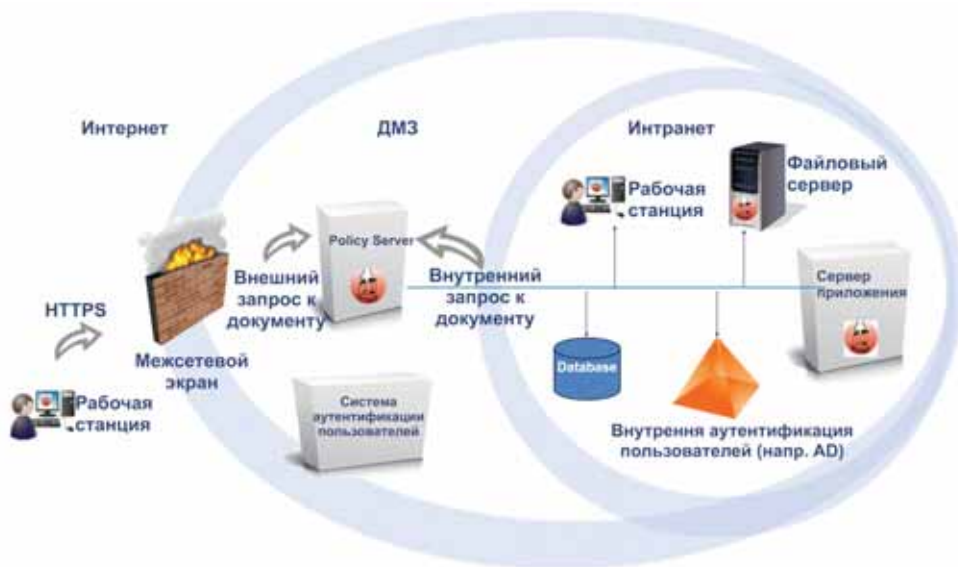 Интернет
ДМЗ
Интранет
Файловый
сервер
Рабочая
станция
Policy Server
Внешний
запрос к
документу
Внутренний
запрос к
документу
Сервер
приложения
HTTPS
Межсетевой
экран
Database
Рабочая
станция
Система
аутентификации
пользователей
Внутрення аутентификация
пользователей (напр. AD)